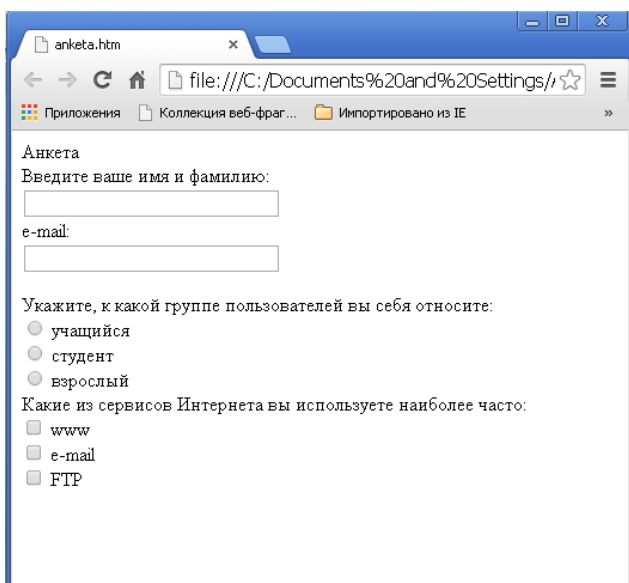 anketa.htm
file:///C:/Documents%20and%20Settings/
Приложения Коллекция веб-фраг... Импортировано из IE »
Анкета
Введите ваше имя и фамилию:
e-mail:
Укажите, к какой группе пользователей вы себя относите:
учащийся
студент
взрослый
Какие из сервисов Интернета вы используете наиболее часто:
www
e-mail
FTP